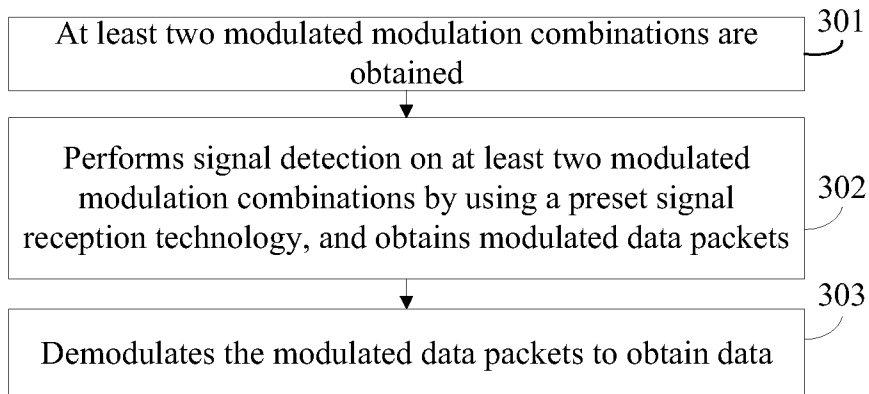 At least two modulated modulation combinations are
obtained
301
Performs signal detection on at least two modulated
modulation combinations by using a preset signal
reception technology, and obtains modulated data packets
302
Demodulates the modulated data packets to obtain data
303